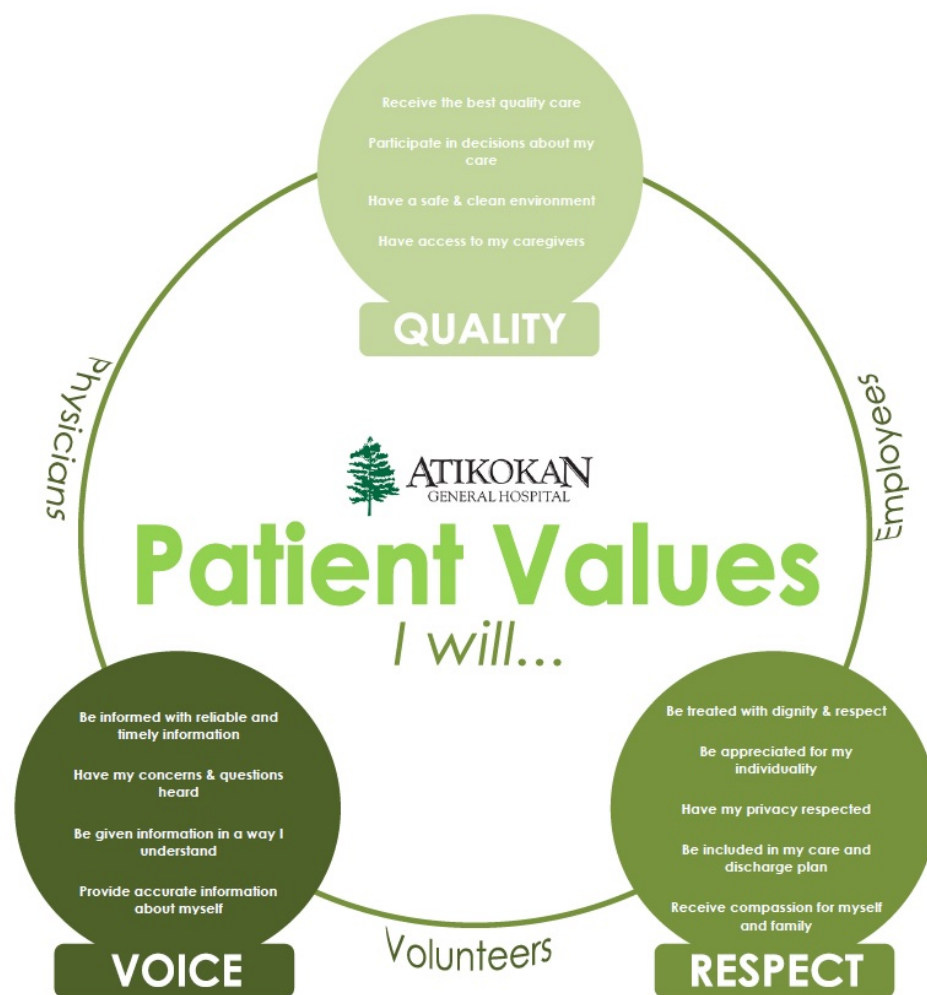 Receive the best quality care
Participate in decisions about my
care
Have a safe & clean environment
Have access to my caregivers
QUALITY
Physicians
Employees
ATIKOKAN
GENERAL HOSPITAL
Patient Values
I will...
Be informed with reliable and
timely information
Have my concerns & questions
heard
Be given information in a way I
understand
Provide accurate information
about myself
VOICE
Be treated with dignity & respect
Be appreciated for my
individuality
Have my privacy respected
Be included in my care and
discharge plan
Receive compassion for myself
and family
RESPECT
Volunteers